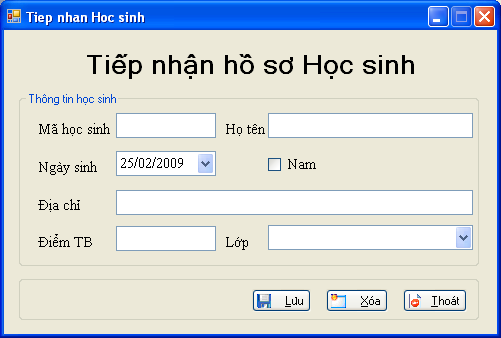 Tiep nhan Hoc sinh
Tiếp nhận hồ sơ Học sinh
Thông tin học sinh
Mã học sinh Họ tên
Ngày sinh 25/02/2009 Nam
Địa chỉ
Điểm TB Lớp
Lưu Xóa Thoát